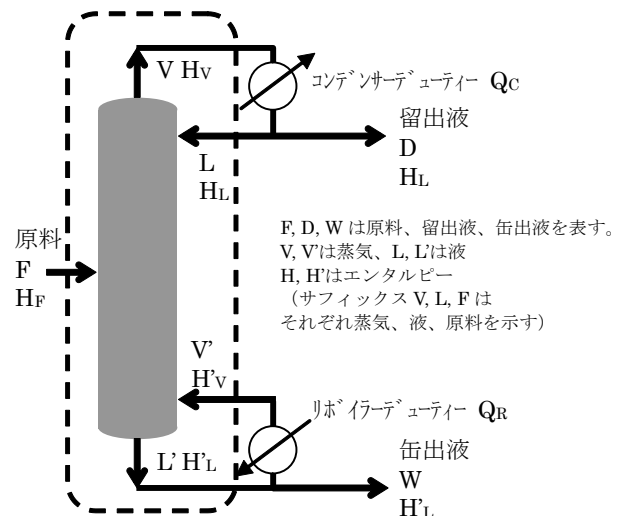 V HV
コンデンサーデューティー QC
留出液
D
HL
L
HL
原料
F
HF
F, D, W は原料、留出液、缶出液を表す。
V, V'は蒸気、L, L'は液
H, H'はエンタルピー
（サフィックス V, L, F は
それぞれ蒸気、液、原料を示す）
V'
H'V
リボイラーデューティー QR
缶出液
W
H'L
L' H'L